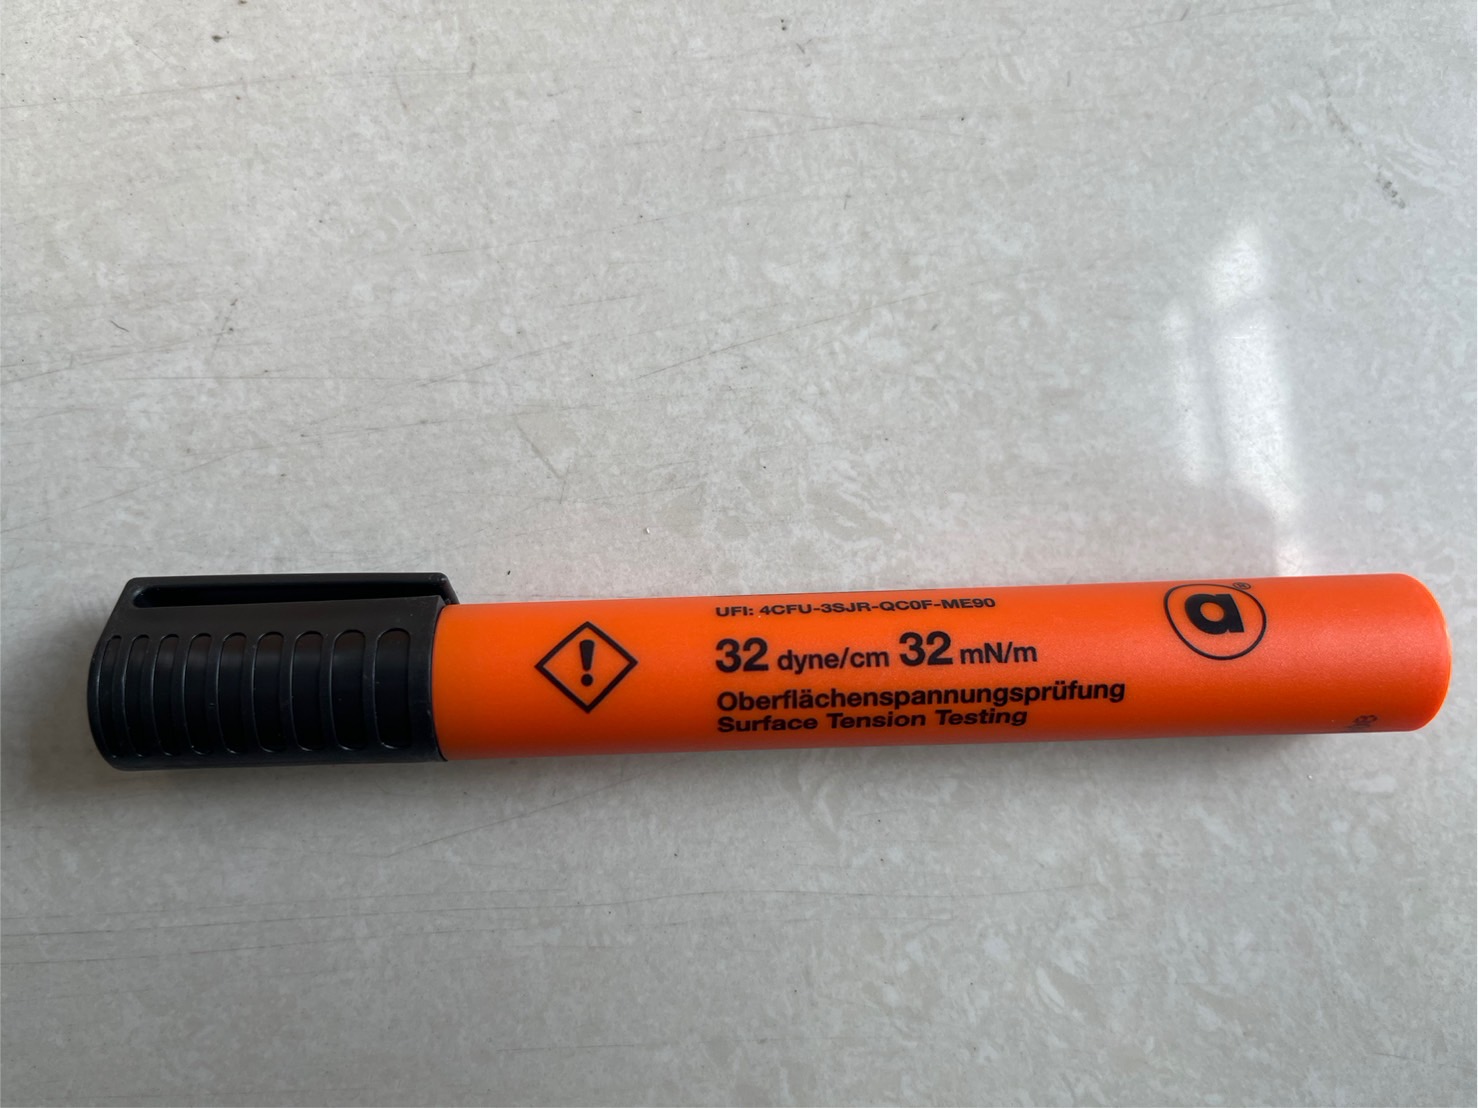 UFI: 4CFU-3SJR-QC0F-ME90
32 dyne/cm 32 mN/m
Oberflächenspannungsprüfung
Surface Tension Testing
a®